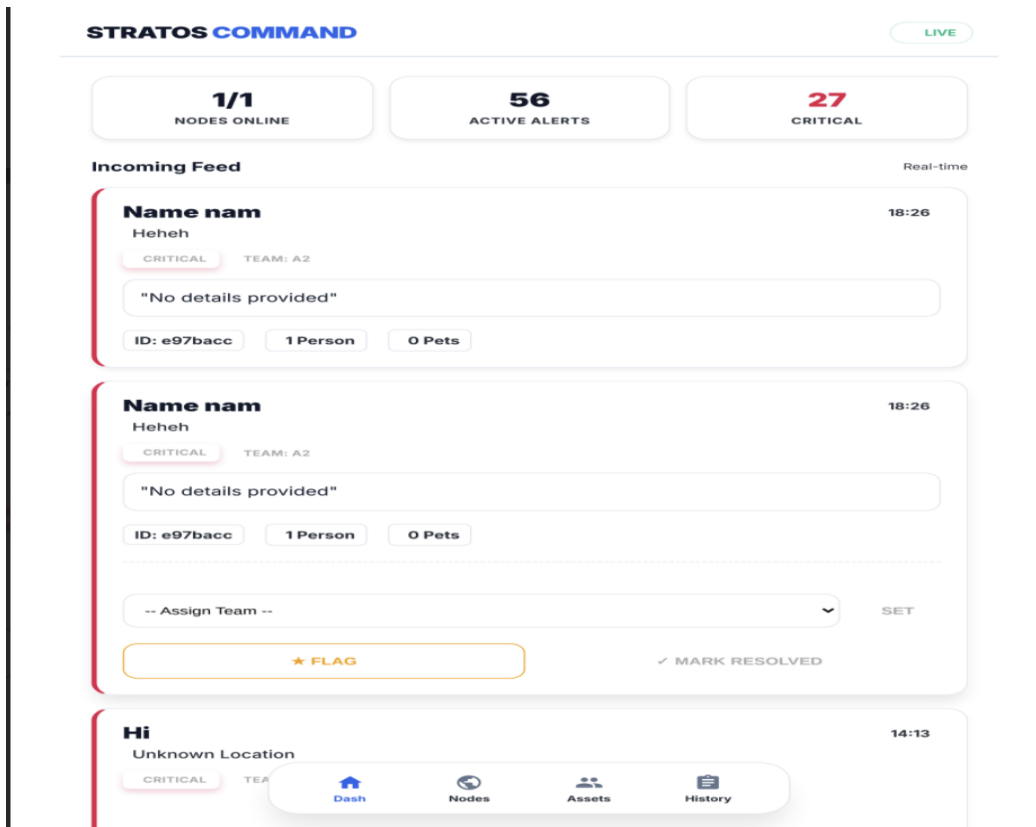 STRATOS COMMAND
LIVE
1/1
NODES ONLINE
56
ACTIVE ALERTS
27
CRITICAL
Incoming Feed
Real-time
Name nam
18:26
Heheh
CRITICAL TEAM: A2
"No details provided"
ID: e97bacc 1 Person 0 Pets
Name nam
18:26
Heheh
CRITICAL TEAM: A2
"No details provided"
ID: e97bacc 1 Person 0 Pets
-- Assign Team --
SET
★ FLAG
✓ MARK RESOLVED
Hi
14:13
Unknown Location
CRITICAL
Dash Nodes Assets History